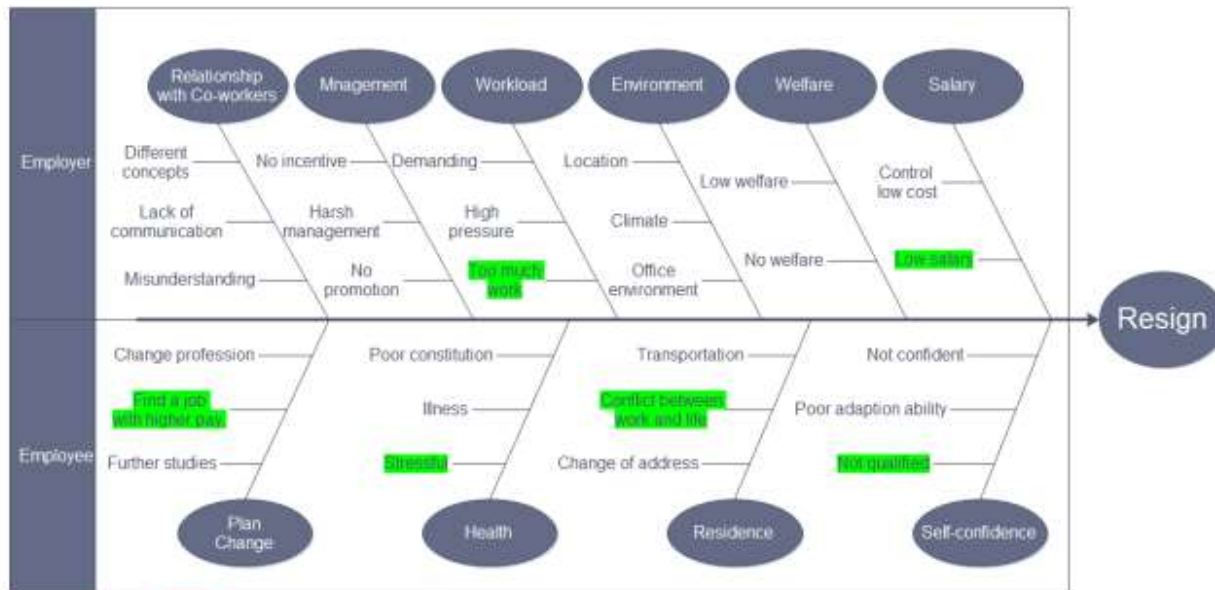 Relationship
with Co-workers
Mnagement
Workload
Environment
Welfare
Salary
Employer
Different
concepts
Lack of
communication
Misunderstanding
No incentive
Harsh
management
No
promotion
Demanding
High
pressure
Too much
work
Location
Climate
Office
environment
Low welfare
No welfare
Control
low cost
Low salary
Resign
Employee
Change profession
Find a job
with higher pay
Further studies
Poor constitution
Illness
Stressful
Transportation
Conflict between
work and life
Change of address
Not confident
Poor adaption ability
Not qualified
Plan
Change
Health
Residence
Self-confidence